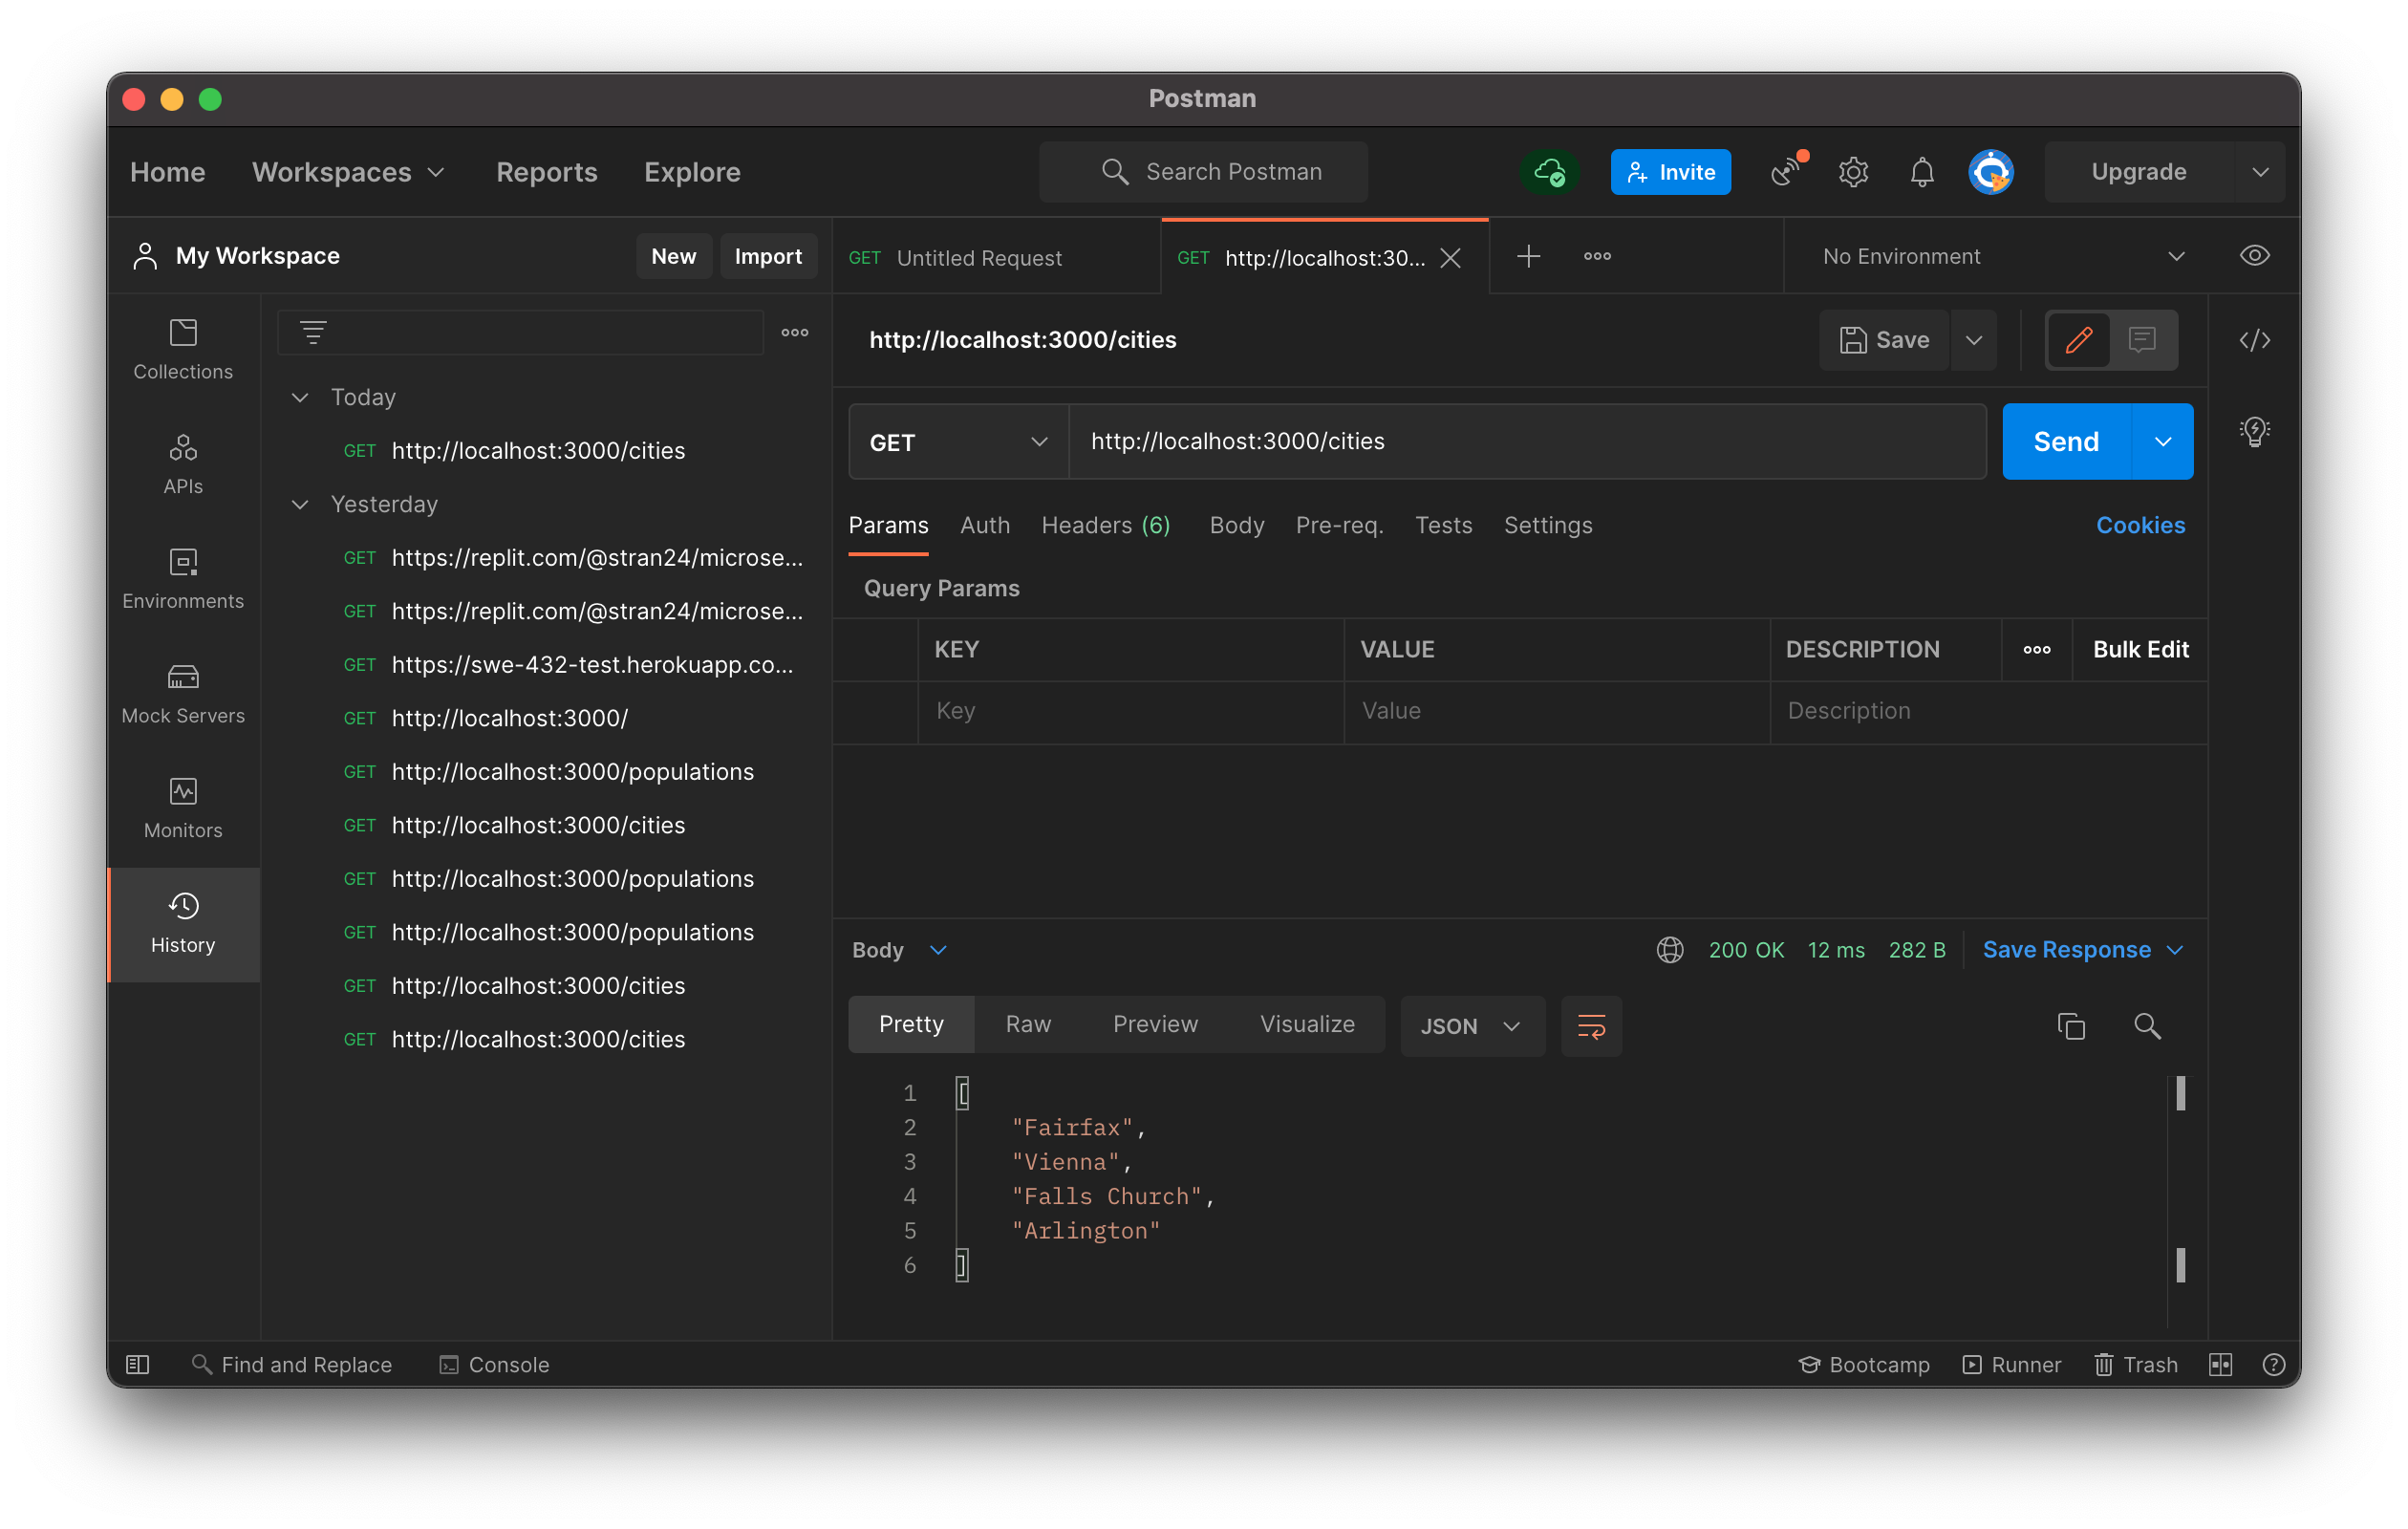 Postman
Home Workspaces Reports Explore Search Postman Invite Upgrade
My Workspace New Import
GET Untitled Request GET http://localhost:30... No Environment
Collections
APIs
Environments
Mock Servers
Monitors
History
Today
GET http://localhost:3000/cities
Yesterday
GET https://replit.com/@stran24/microse...
GET https://replit.com/@stran24/microse...
GET https://swe-432-test.herokuapp.co...
GET http://localhost:3000/
GET http://localhost:3000/populations
GET http://localhost:3000/cities
GET http://localhost:3000/populations
GET http://localhost:3000/populations
GET http://localhost:3000/cities
GET http://localhost:3000/cities
http://localhost:3000/cities Save
GET http://localhost:3000/cities Send
Params Auth Headers (6) Body Pre-req. Tests Settings Cookies
Query Params
KEY VALUE DESCRIPTION Bulk Edit
Key Value Description
Body 200 OK 12 ms 282 B Save Response
Pretty Raw Preview Visualize JSON
1 [
2 "Fairfax",
3 "Vienna",
4 "Falls Church",
5 "Arlington"
6 ]
Find and Replace Console Bootcamp Runner Trash